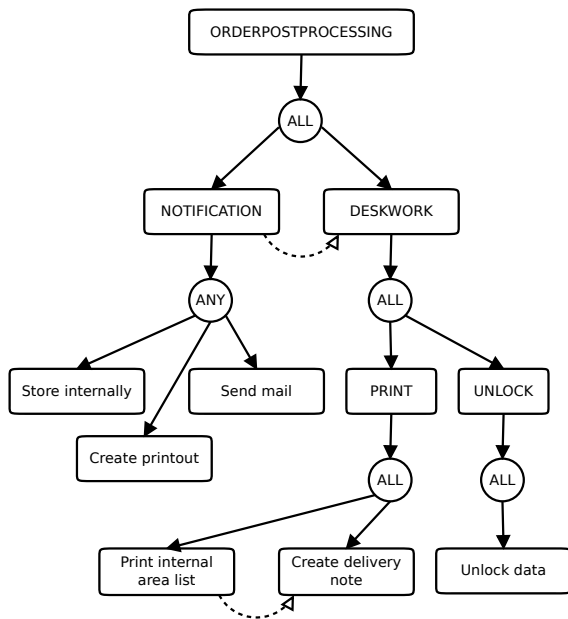 ORDERPOSTPROCESSING
ALL
NOTIFICATION
DESKWORK
ANY
ALL
Store internally
Send mail
PRINT
UNLOCK
Create printout
ALL
ALL
Print internal
area list
Create delivery
note
Unlock data